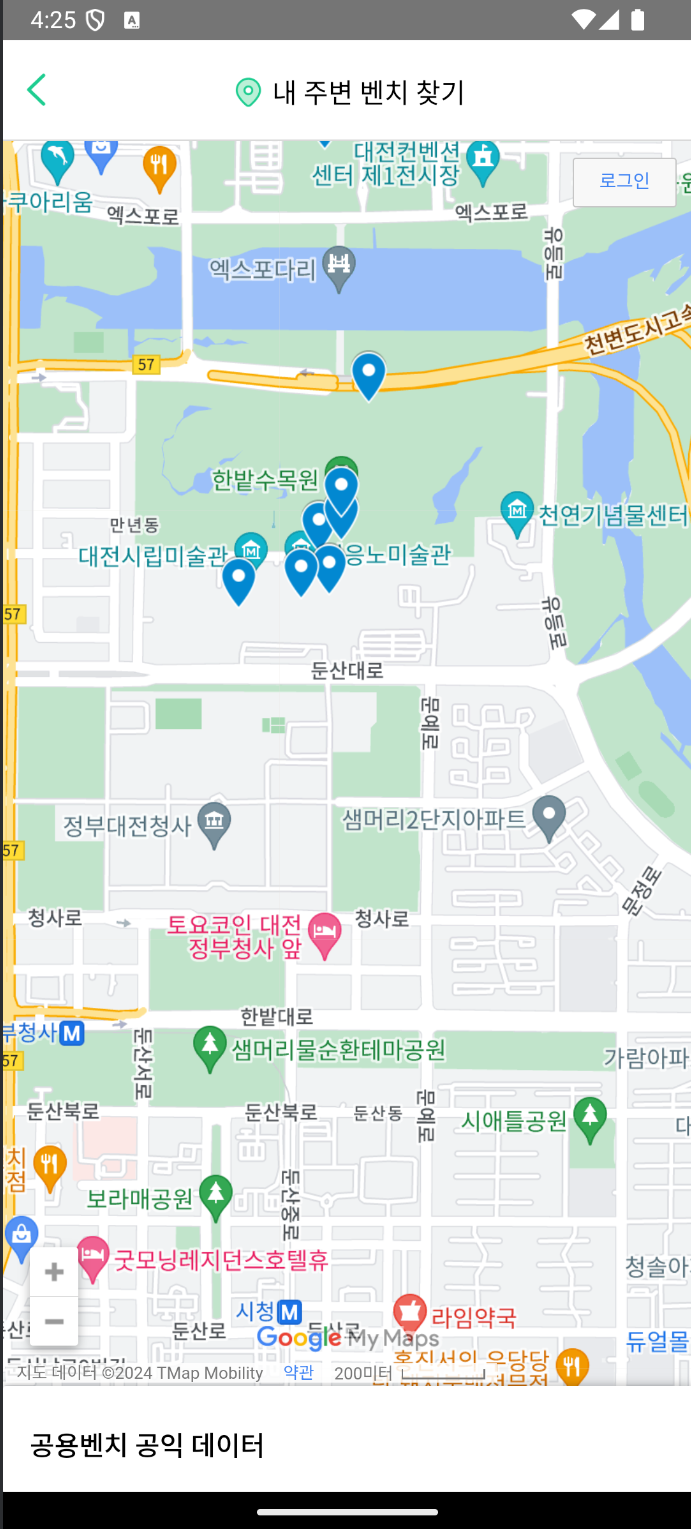 4:25
내 주변 벤치 찾기
대전컨벤션
센터 제1전시장
로그인
쿠아리움
엑스포로
엑스포로
유등로
엑스포다리
천변도시고속
57
한밭수목원
만년동
천연기념물센터
대전시립미술관
응노미술관
57
유등로
둔산대로
문예로
정부대전청사
샘머리2단지아파트
57
문정로
청사로
토요코인 대전
정부청사 앞
청사로
한밭대로
부청사 M
둔산서로
샘머리물순환테마공원
57
가람아파
둔산북로
둔산북로
둔산동
문예로
시애틀공원
대
치
점
보라매공원
둔산중로
굿모닝레지던스호텔휴
청솔아
+
시청 M
라임약국
−
둔산로
Google My Maps
듀얼몰
지도 데이터 ©2024 TMap Mobility
약관
200미터
공용벤치 공익 데이터